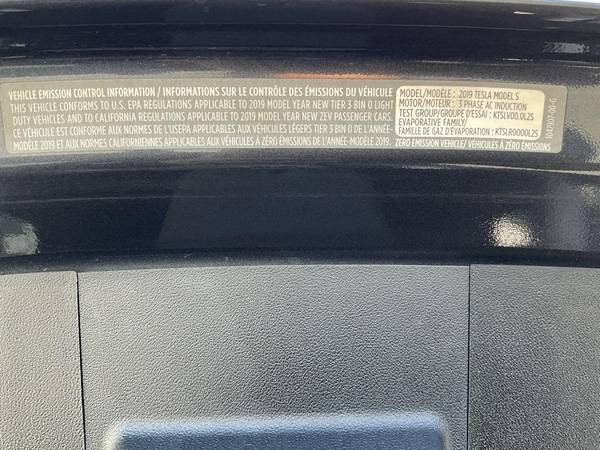 VEHICLE EMISSION CONTROL INFORMATION / INFORMATIONS SUR LE CONTRÔLE DES ÉMISSIONS DU VÉHICULE
THIS VEHICLE CONFORMS TO U.S. EPA REGULATIONS APPLICABLE TO 2019 MODEL YEAR NEW TIER 3 BIN 0 LIGHT
DUTY VEHICLES AND TO CALIFORNIA REGULATIONS APPLICABLE TO 2019 MODEL YEAR NEW ZEV PASSENGER CARS.
CE VÉHICULE EST CONFORME AUX NORMES DE L'USEPA APPLICABLES AUX VÉHICULES LÉGERS TIER 3 BIN 0 DE L'ANNÉE-
MODÈLE 2019 ET AUX NORMES CALIFORNIENNES APPLICABLES AUX VÉHICULES À ZÉRO ÉMISSIONS DE L'ANNÉE-MODÈLE 2019.
MODEL/MODÈLE : 2019 TESLA MODEL S
MOTOR/MOTEUR : 3 PHASE AC INDUCTION
TEST GROUP/GROUPE D'ESSAI : KTSLV00.0L2S
EVAPORATIVE FAMILY/
FAMILLE DE GAZ D'ÉVAPORATION : KTSLR0000L2S
ZERO EMISSION VEHICLE/ VÉHICULES À ZÉRO ÉMISSIONS
1041907-00-G